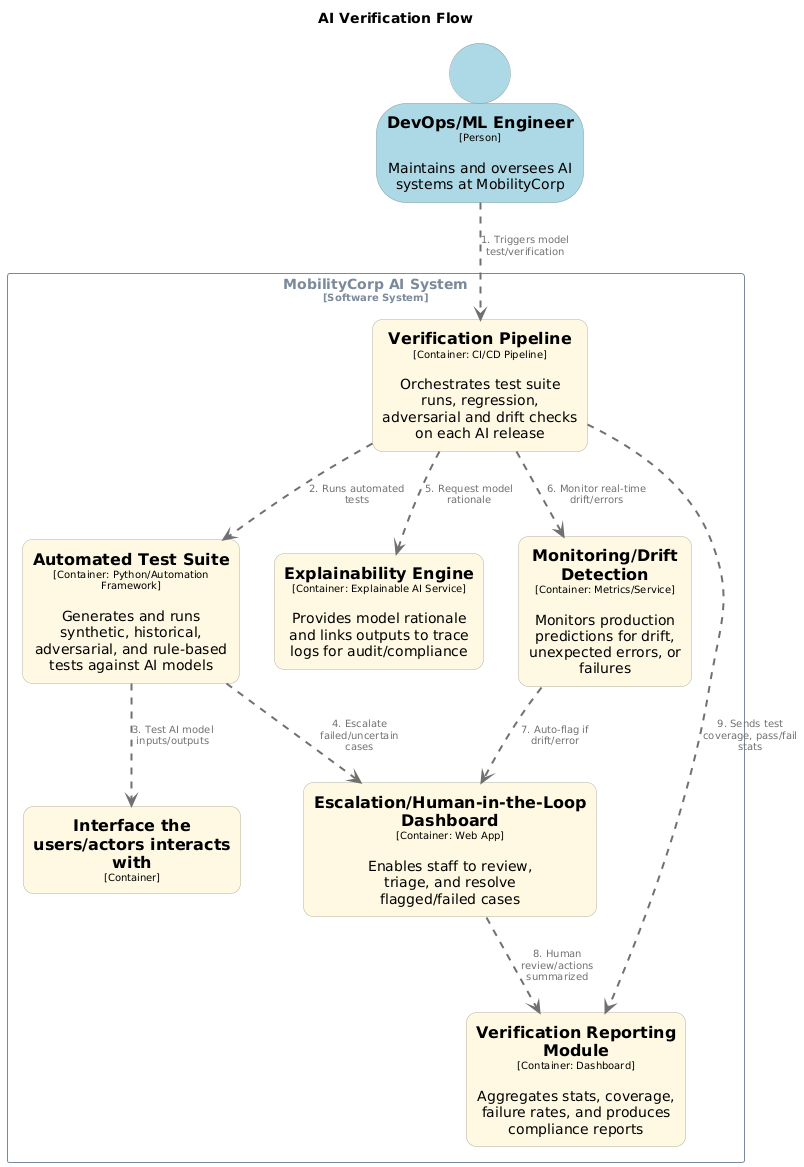 AI Verification Flow
DevOps/ML Engineer
[Person]
Maintains and oversees AI
systems at MobilityCorp
1. Triggers model
test/verification
MobilityCorp AI System
[Software System]
Verification Pipeline
[Container: CI/CD Pipeline]
Orchestrates test suite
runs, regression,
adversarial and drift checks
on each AI release
2. Runs automated
tests
5. Request model
rationale
6. Monitor real-time
drift/errors
Automated Test Suite
[Container: Python/Automation
Framework]
Generates and runs
synthetic, historical,
adversarial, and rule-based
tests against AI models
Explainability Engine
[Container: Explainable AI Service]
Provides model rationale
and links outputs to trace
logs for audit/compliance
Monitoring/Drift
Detection
[Container: Metrics/Service]
Monitors production
predictions for drift,
unexpected errors, or
failures
3. Test AI model
inputs/outputs
4. Escalate
failed/uncertain
cases
7. Auto-flag if
drift/error
9. Sends test
coverage, pass/fail
stats
Interface the
users/actors interacts
with
[Container]
Escalation/Human-in-the-Loop
Dashboard
[Container: Web App]
Enables staff to review,
triage, and resolve
flagged/failed cases
8. Human
review/actions
summarized
Verification Reporting
Module
[Container: Dashboard]
Aggregates stats, coverage,
failure rates, and produces
compliance reports